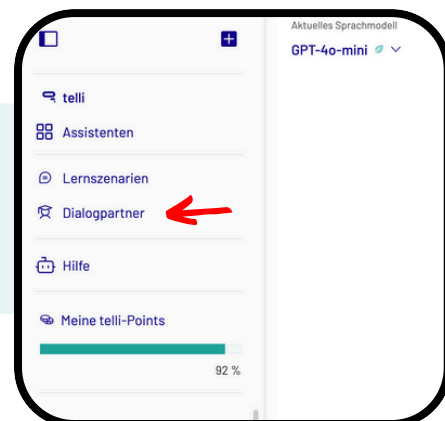 Aktuelles Sprachmodell
GPT-4o-mini
telli
Assistenten
Lernszenarien
Dialogpartner
Hilfe
Meine telli-Points
92 %